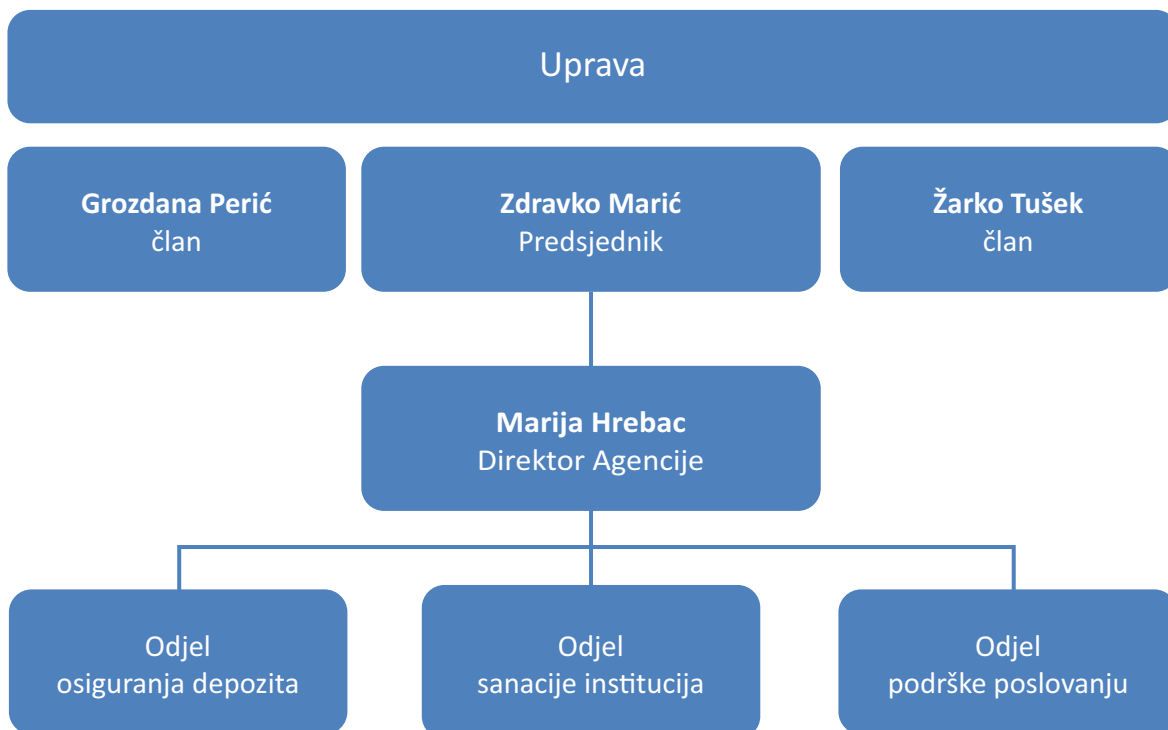 Uprava
Grozdana Perić
član
Zdravko Marić
Predsjednik
Žarko Tušek
član
Marija Hrebac
Direktor Agencije
Odjel
osiguranja depozita
Odjel
sanacije institucija
Odjel
podrške poslovanju